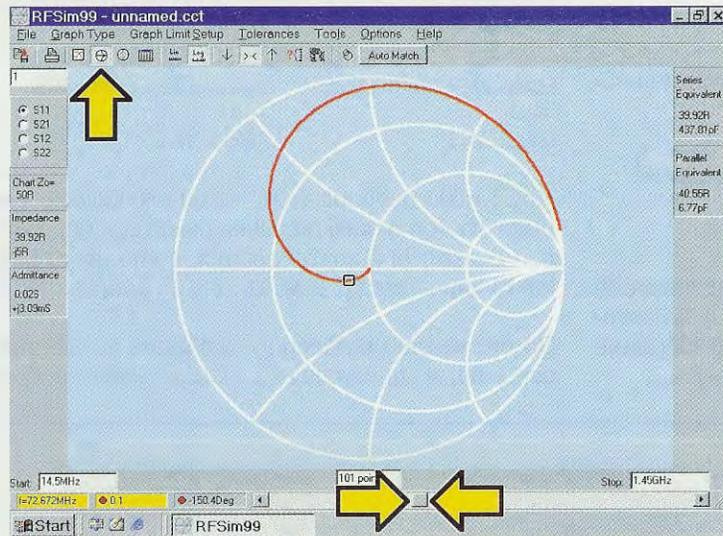 RFSim99 - unnamed.cct
File Graph Type Graph Limit Setup Tolerances Tools Options Help
Auto Match
1
S11
S21
S12
S22
Chart Zo=
50R
Impedance
39.92R
-j5R
Admittance
0.02S
+j3.09mS
Series
Equivalent
39.92R
437.81pF
Parallel
Equivalent
40.55R
6.77pF
Start: 14.5MHz
101 poin
Stop: 1.45GHz
f=72.672MHz
0.1
-150.4Deg
Start
RFSim99